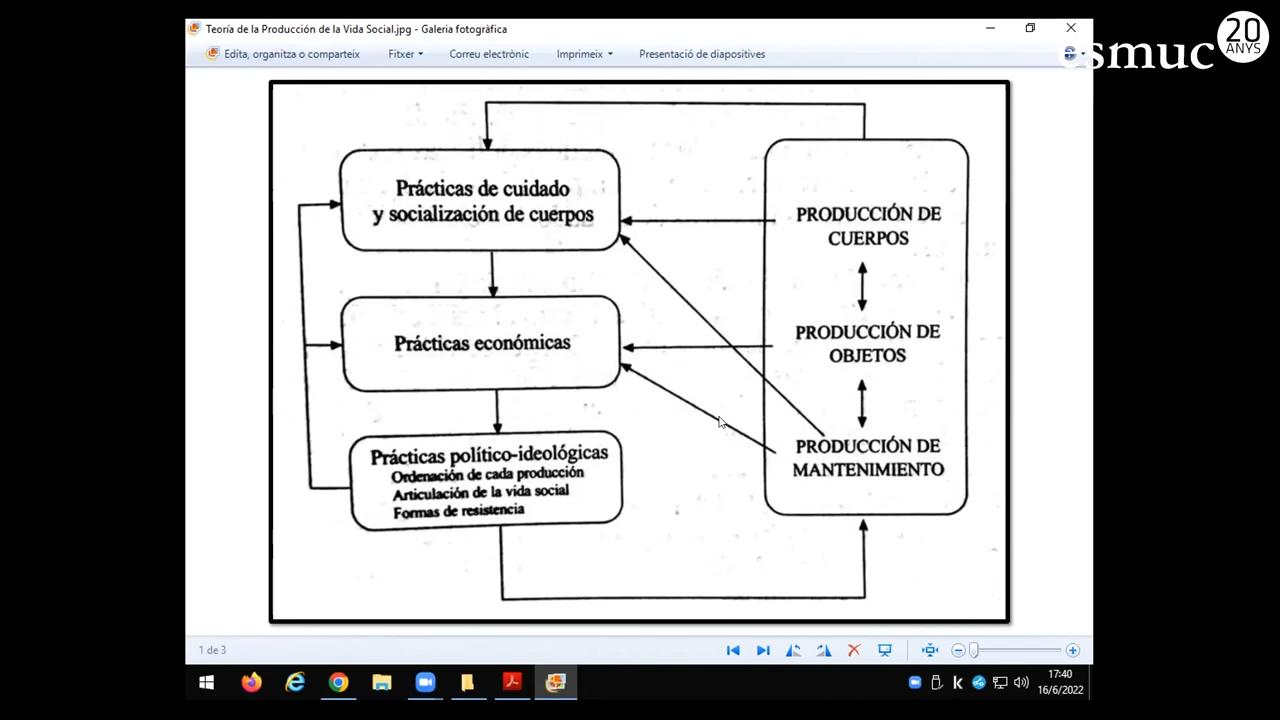 Teoría de la Producción de la Vida Social.jpg - Galeria fotogràfica
Edita, organitza o comparteix
Fitxer
Correu electrònic
Imprimeix
Presentació de diapositives
esmuc
20
ANYS
Prácticas de cuidado
y socialización de cuerpos
Prácticas económicas
Prácticas político-ideológicas
Ordenación de cada producción
Articulación de la vida social
Formas de resistencia
PRODUCCIÓN DE
CUERPOS
PRODUCCIÓN DE
OBJETOS
PRODUCCIÓN DE
MANTENIMIENTO
1 de 3
17:40
16/6/2022